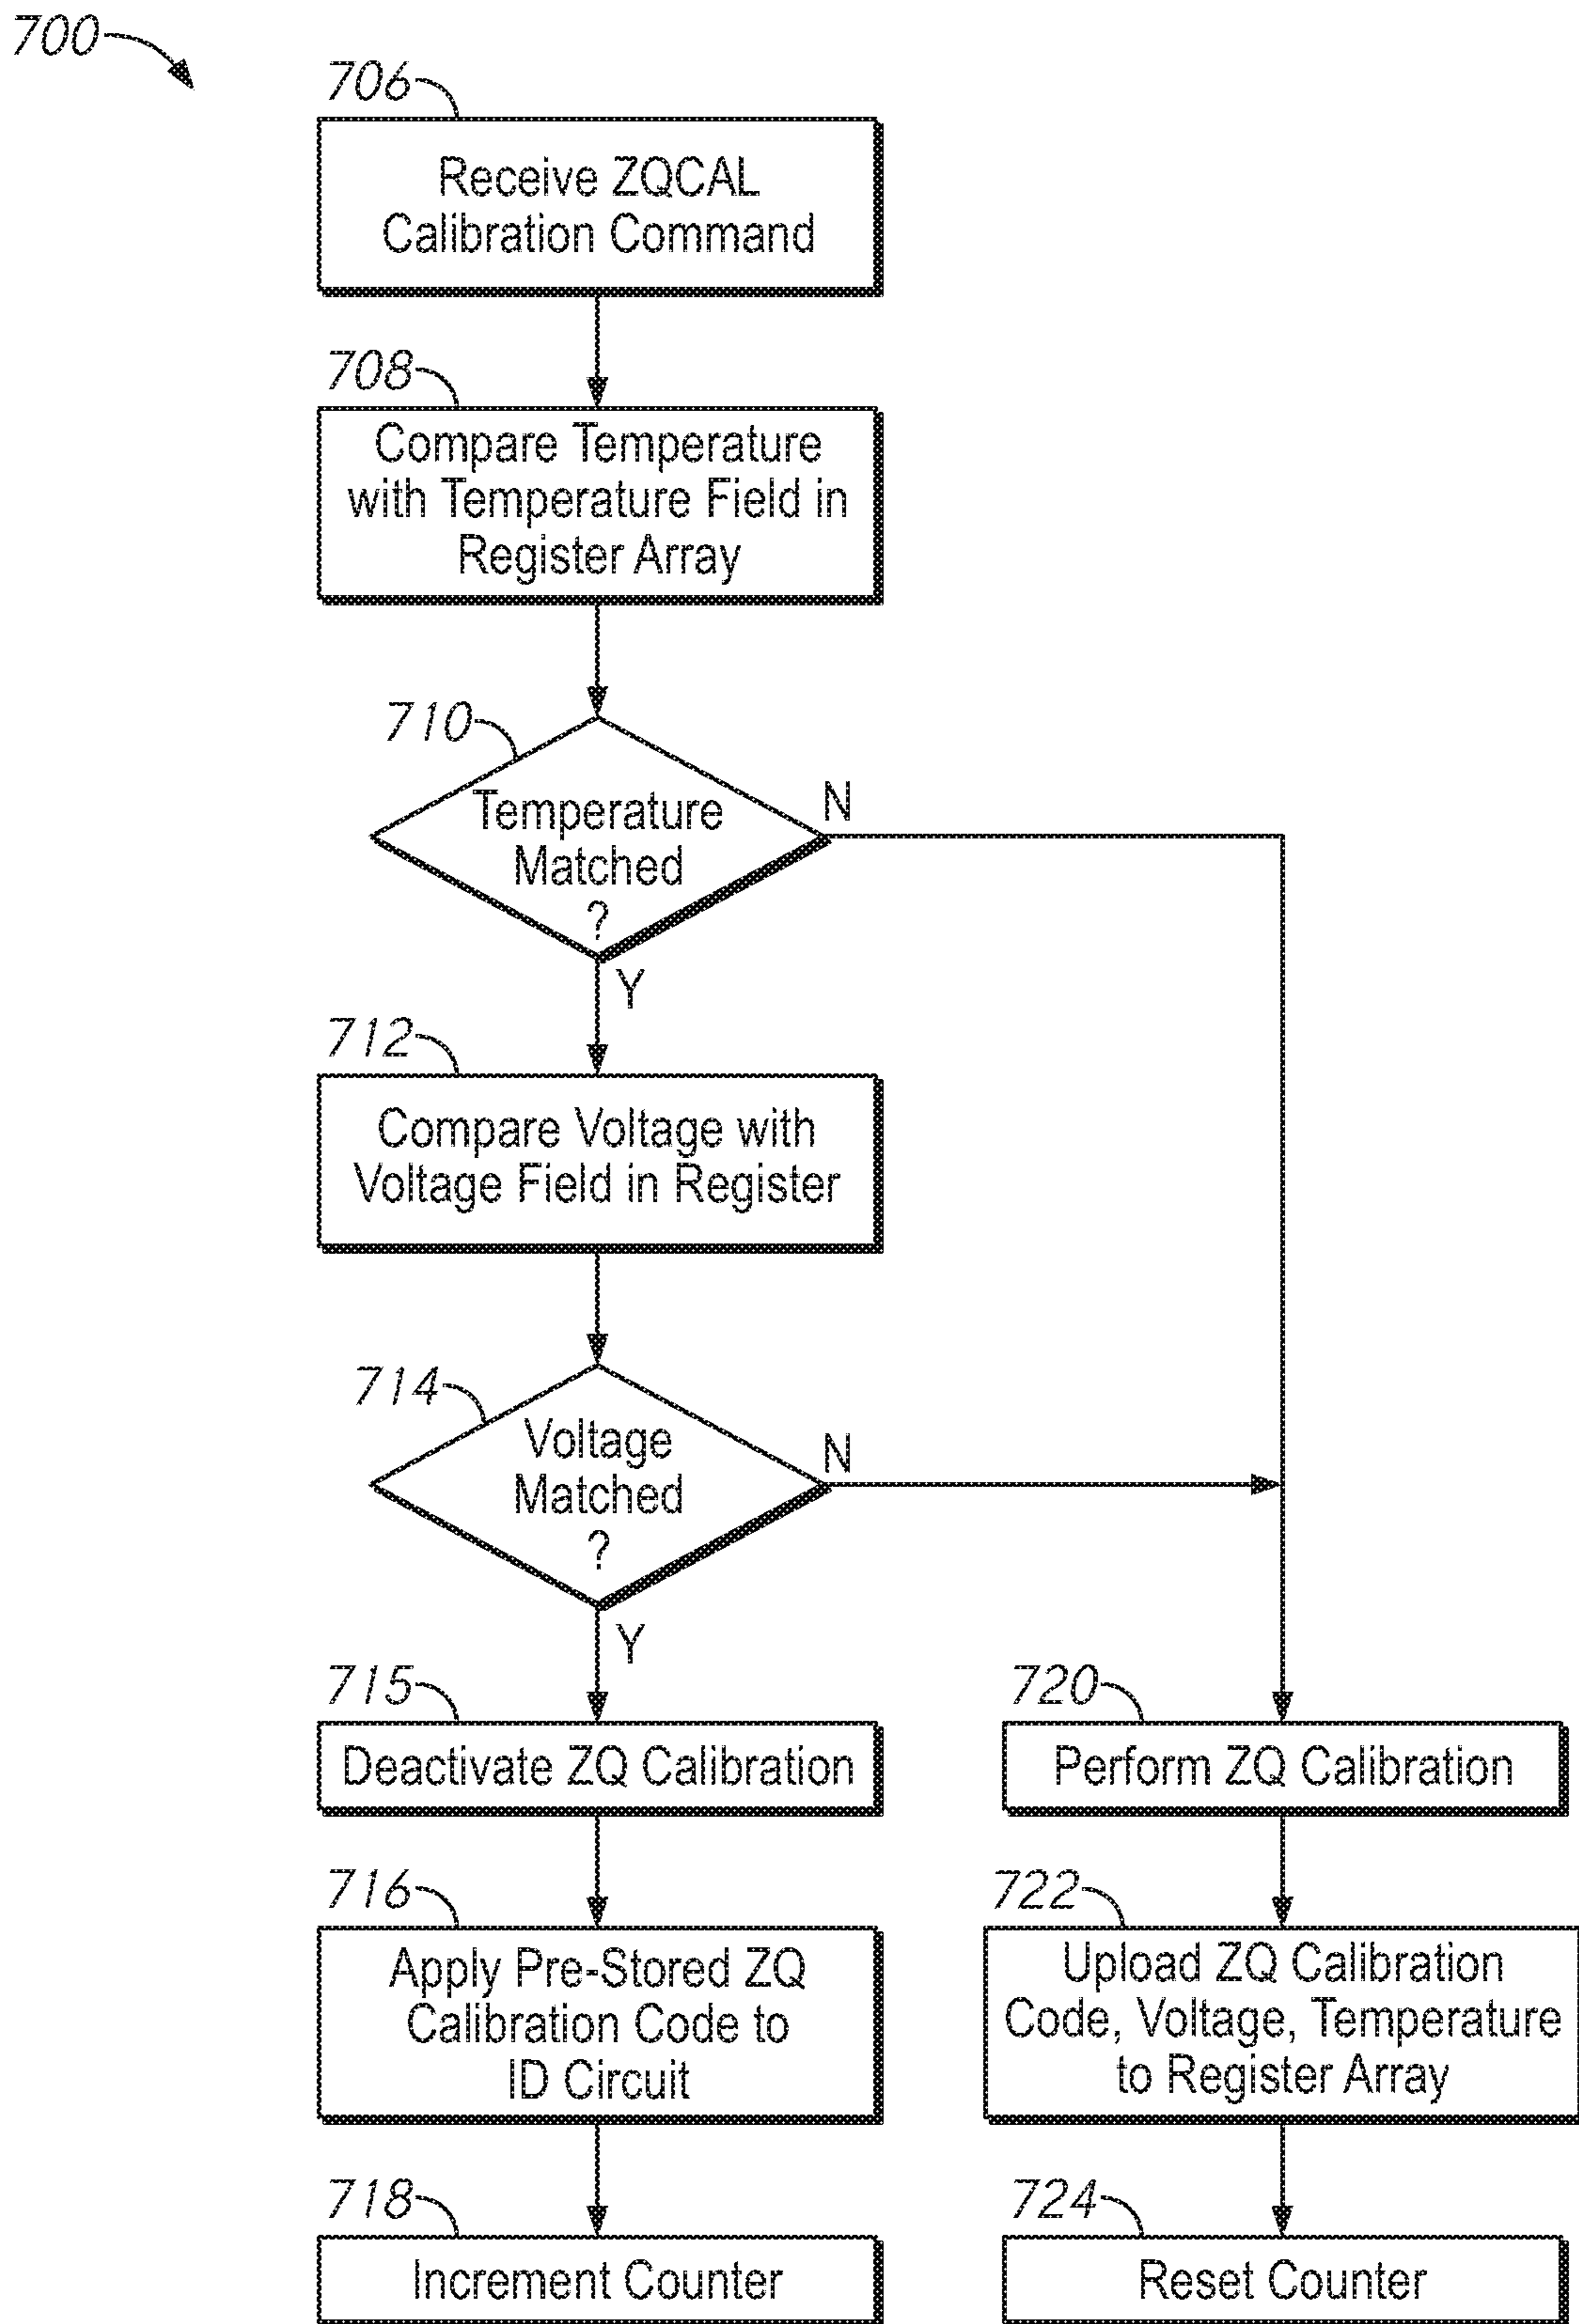 700
706
Receive ZQCAL
Calibration Command
708
Compare Temperature
with Temperature Field in
Register Array
710
Temperature
Matched
?
N
Y
712
Compare Voltage with
Voltage Field in Register
714
Voltage
Matched
?
N
Y
715
Deactivate ZQ Calibration
720
Perform ZQ Calibration
716
Apply Pre-Stored ZQ
Calibration Code to
ID Circuit
722
Upload ZQ Calibration
Code, Voltage, Temperature
to Register Array
718
Increment Counter
724
Reset Counter